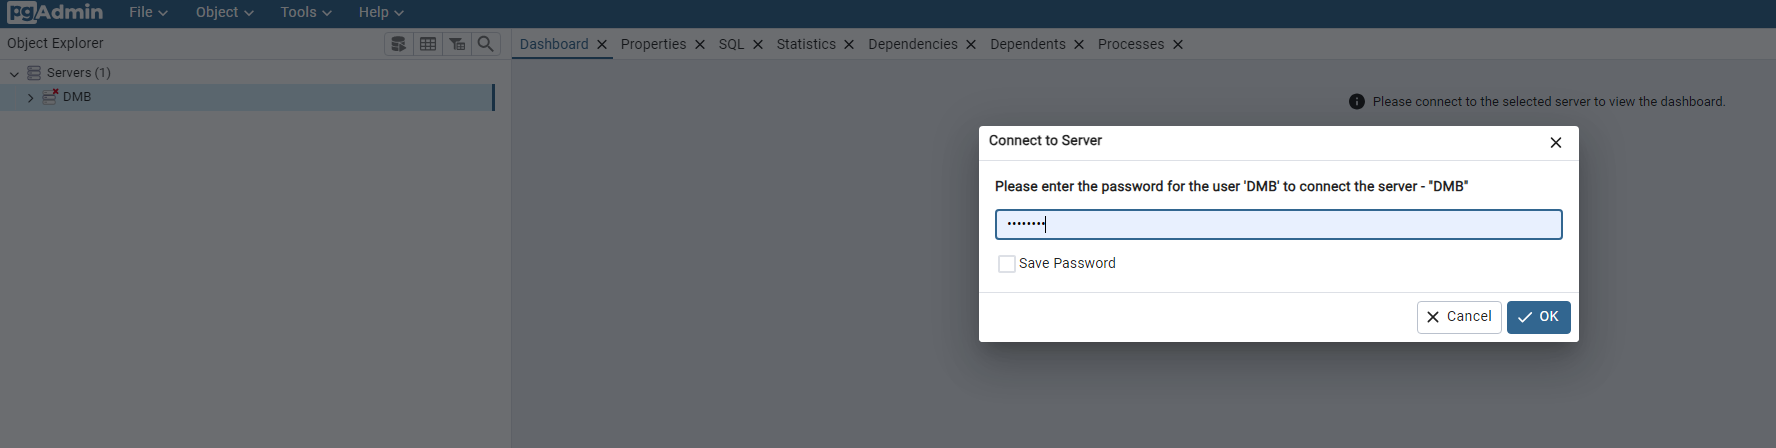 pgAdmin File Object Tools Help
Object Explorer
Dashboard Properties SQL Statistics Dependencies Dependents Processes
Servers (1)
DMB
Please connect to the selected server to view the dashboard.
Connect to Server
Please enter the password for the user 'DMB' to connect the server - "DMB"
••••••••
Save Password
Cancel OK